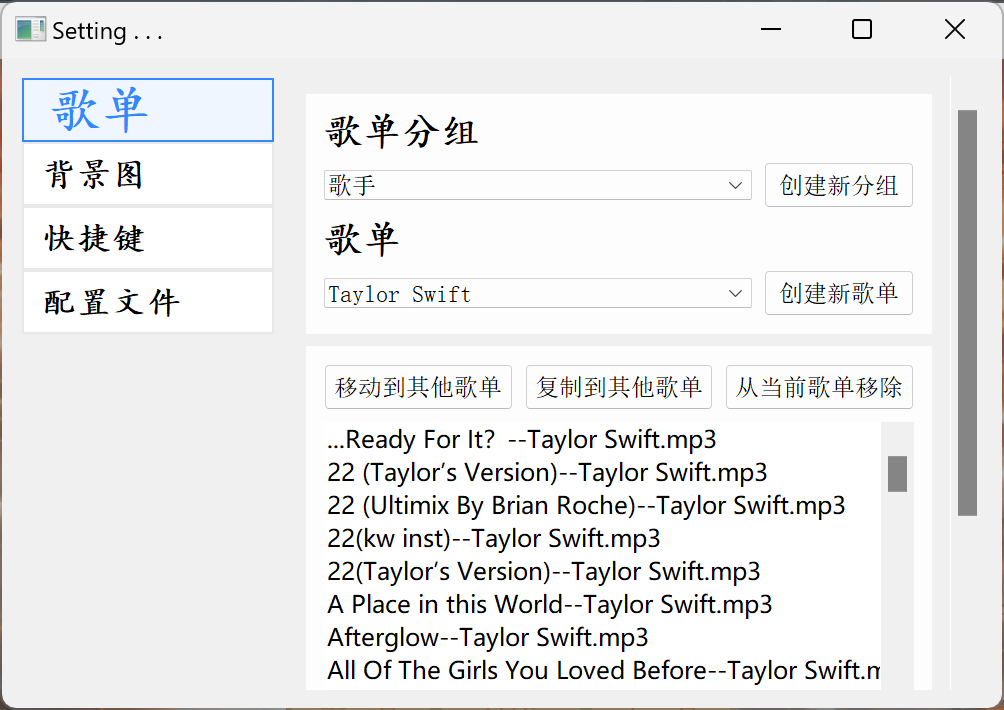 Setting . . .
歌单
背景图
快捷键
配置文件
歌单分组
歌手
创建新分组
歌单
Taylor Swift
创建新歌单
移动到其他歌单 复制到其他歌单 从当前歌单移除
...Ready For It？--Taylor Swift.mp3
22 (Taylor’s Version)--Taylor Swift.mp3
22 (Ultimix By Brian Roche)--Taylor Swift.mp3
22(kw inst)--Taylor Swift.mp3
22(Taylor’s Version)--Taylor Swift.mp3
A Place in this World--Taylor Swift.mp3
Afterglow--Taylor Swift.mp3
All Of The Girls You Loved Before--Taylor Swift.m